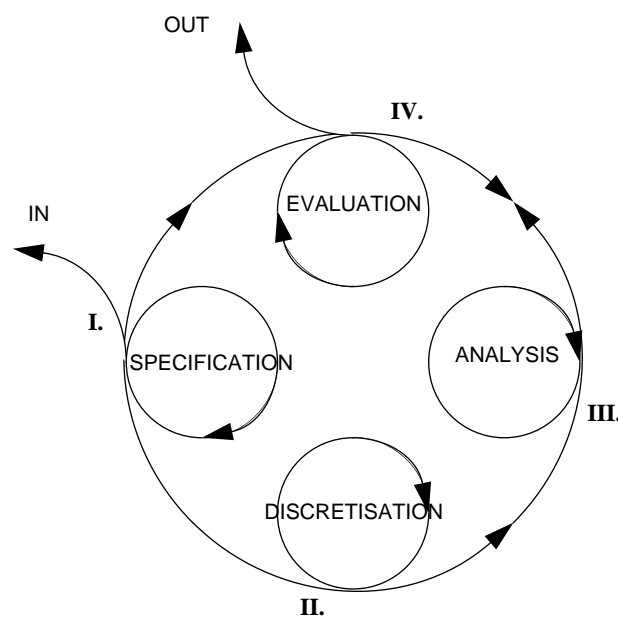 OUT
IV.
EVALUATION
IN
I.
SPECIFICATION
ANALYSIS
III.
DISCRETISATION
II.